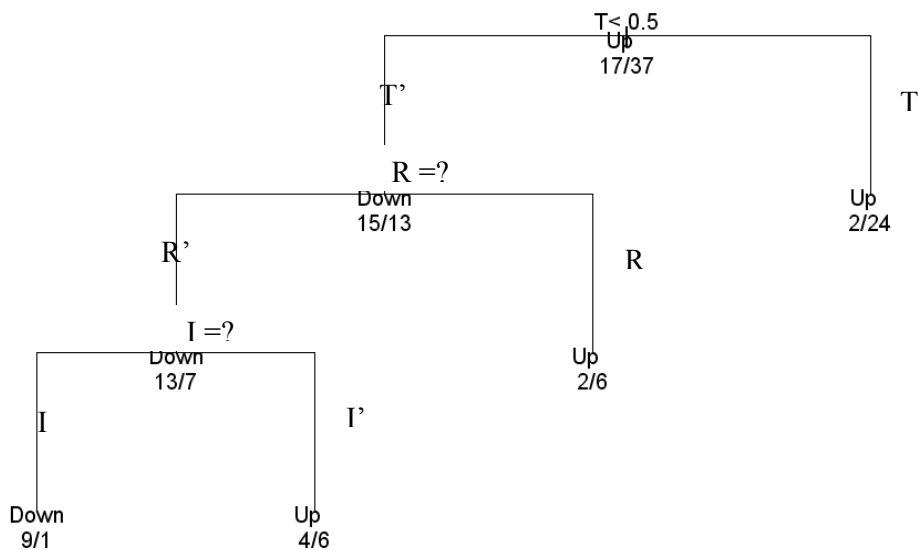 T< 0.5
Up
17/37
T’
T
R =?
Down
15/13
Up
2/24
R’
R
I =?
Down
13/7
Up
2/6
I
I’
Down
9/1
Up
4/6